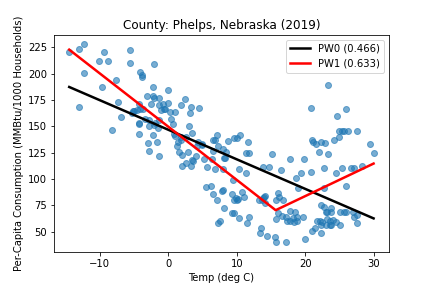 County: Phelps, Nebraska (2019)
PW0 (0.466)
PW1 (0.633)
Per-Capita Consumption (MMBtu/1000 Households)
225
200
175
150
125
100
75
50
−10 0 10 20 30
Temp (deg C)